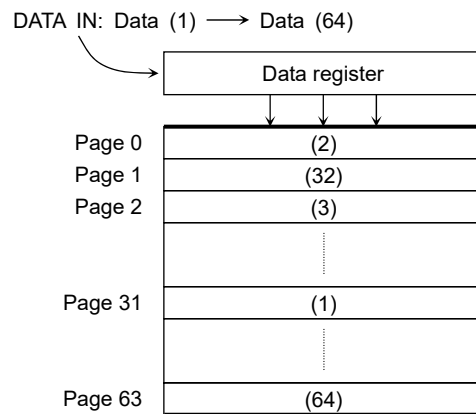 DATA IN: Data (1) ⟶ Data (64)
Data register
Page 0 (2)
Page 1 (32)
Page 2 (3)
Page 31 (1)
Page 63 (64)